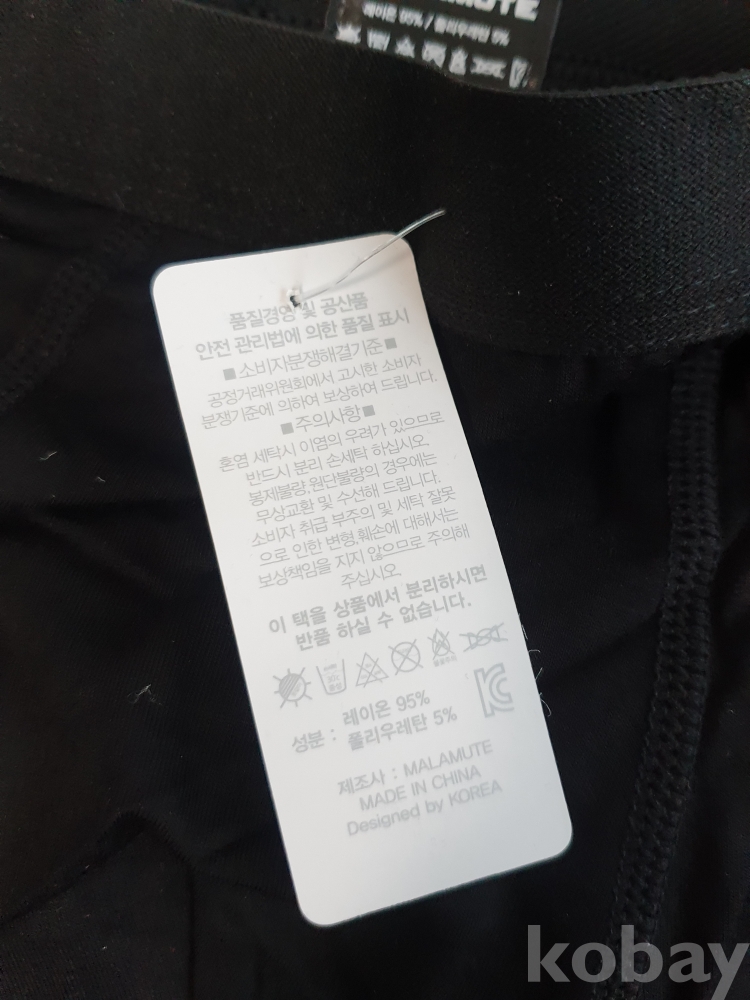 품질경영 및 공산품
안전 관리법에 의한 품질 표시
■소비자분쟁해결기준■
공정거래위원회에서 고시한 소비자
분쟁기준에 의하여 보상하여 드립니다.
■주의사항■
혼염 세탁시 이염의 우려가 있으므로
반드시 분리 손세탁 하십시오.
봉제불량,원단불량의 경우에는
무상교환 및 수선해 드립니다.
소비자 취급 부주의 및 세탁 잘못
으로 인한 변형,훼손에 대해서는
보상책임을 지지 않으므로 주의해
주십시오.
이 택을 상품에서 분리하시면
반품 하실 수 없습니다.
성분 : 레이온 95%
폴리우레탄 5%
제조사 : MALAMUTE
MADE IN CHINA
Designed by KOREA
kobay